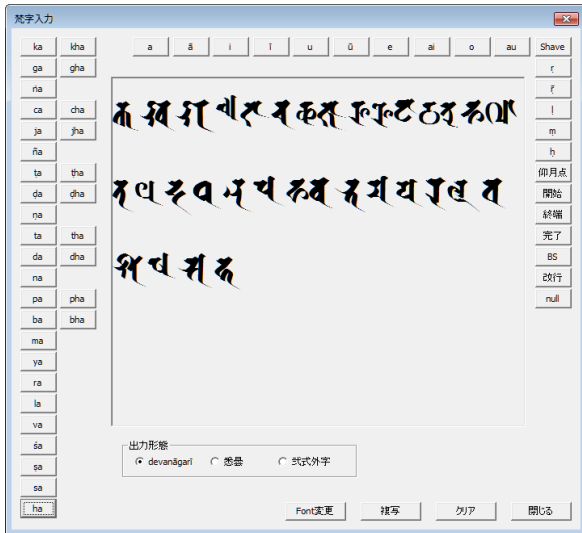 梵字入力
ka kha a ā i ī u ū e ai o au Shave
ga gha ṛ
ṅa ṝ
ca cha ḷ
ja jha ṃ
ña ḥ
ṭa ṭha 仰月点
ḍa ḍha 開始
ṇa 終端
ta tha 完了
da dha BS
na 改行
pa pha null
ba bha
ma
ya
ra
la
va
śa
ṣa
sa
ha
𑖎𑖏𑖐𑖑𑖒𑖓𑖔𑖕𑖖𑖗𑖘𑖙𑖚𑖛𑖜
𑖝𑖞𑖟𑖠𑖡𑖢𑖣𑖤𑖥𑖦𑖧𑖨𑖩𑖪
𑖫𑖬𑖭𑖮
出力形態
devanāgarī 悉曇 弐式外字
Font変更 複写 クリア 閉じる